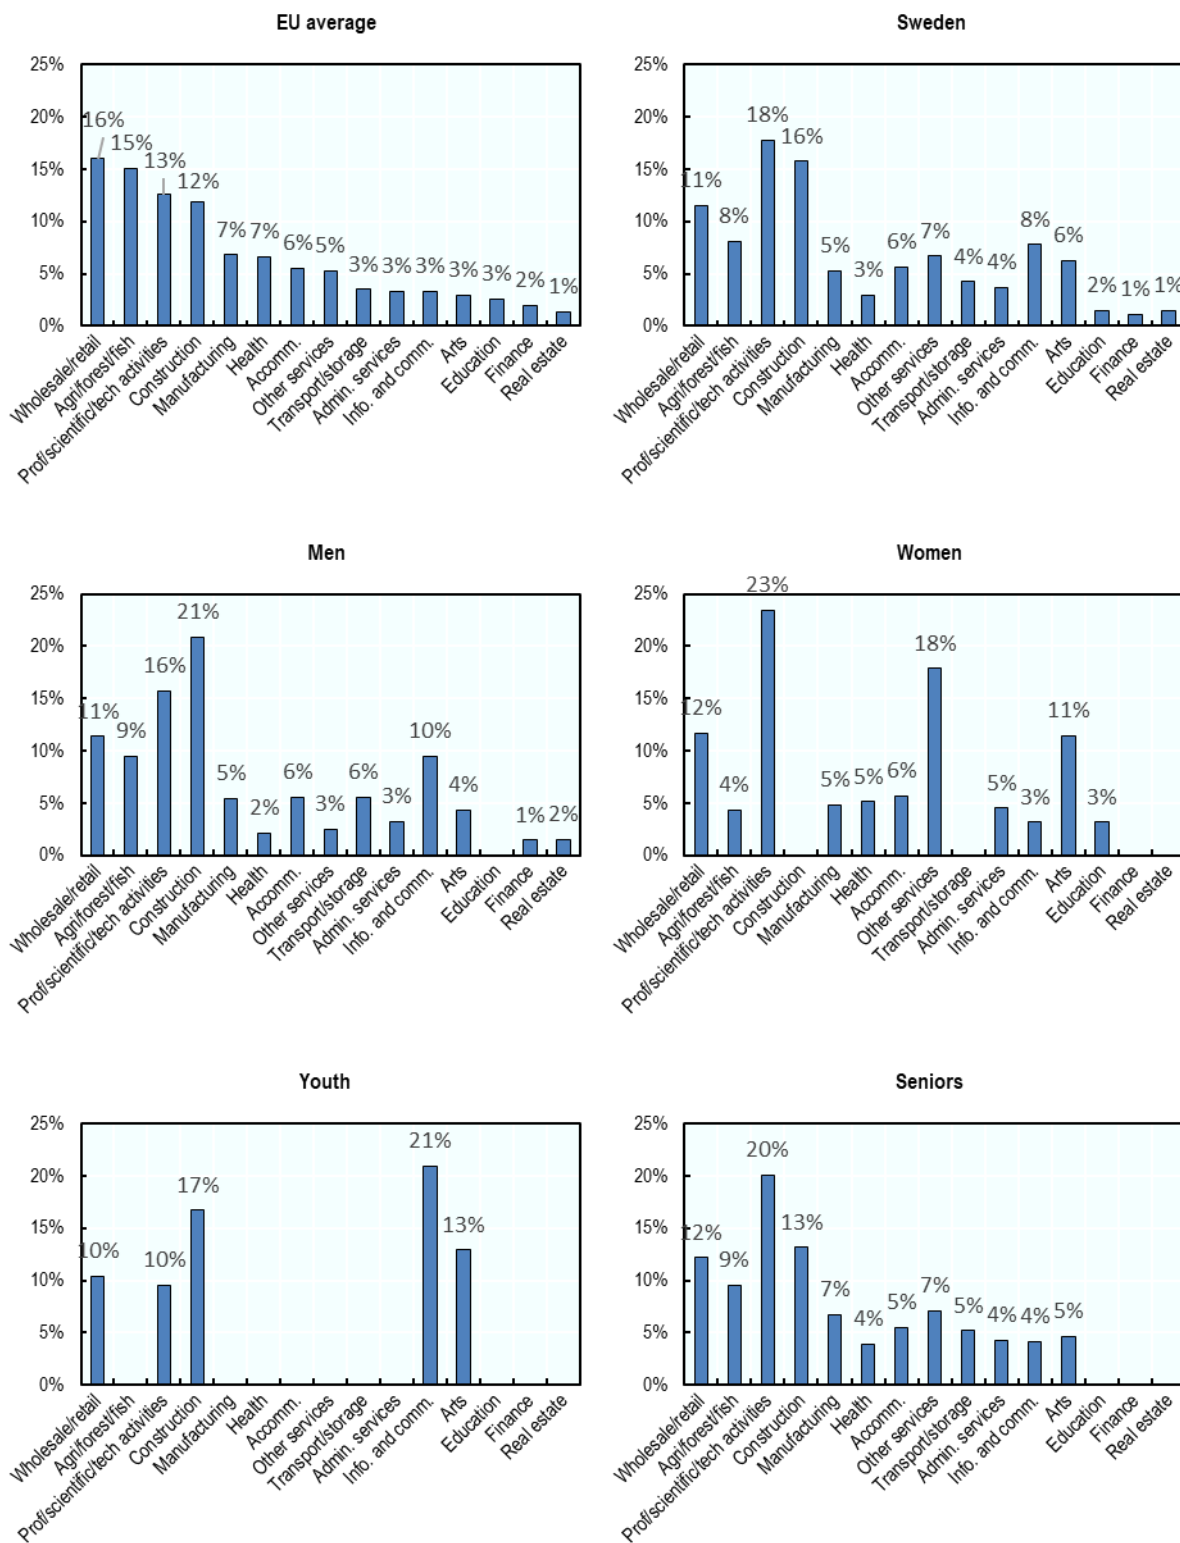 EU average
25%
20%
15%
10%
5%
0%
16%
15%
13%
12%
7%
7%
6%
5%
3%
3%
3%
3%
3%
2%
1%
Wholesale/retail
Agri/forest/fish
Prof/scientific/tech activities
Construction
Manufacturing
Health
Accomm.
Other services
Transport/storage
Admin. services
Info. and comm.
Arts
Education
Finance
Real estate
Sweden
25%
20%
15%
10%
5%
0%
11%
8%
18%
16%
5%
3%
6%
7%
4%
4%
8%
6%
2%
1%
1%
Wholesale/retail
Agri/forest/fish
Prof/scientific/tech activities
Construction
Manufacturing
Health
Accomm.
Other services
Transport/storage
Admin. services
Info. and comm.
Arts
Education
Finance
Real estate
Men
25%
20%
15%
10%
5%
0%
11%
9%
16%
21%
5%
2%
6%
3%
6%
3%
10%
4%
1%
2%
Wholesale/retail
Agri/forest/fish
Prof/scientific/tech activities
Construction
Manufacturing
Health
Accomm.
Other services
Transport/storage
Admin. services
Info. and comm.
Arts
Education
Finance
Real estate
Women
25%
20%
15%
10%
5%
0%
12%
4%
23%
5%
5%
6%
18%
5%
3%
11%
3%
Wholesale/retail
Agri/forest/fish
Prof/scientific/tech activities
Construction
Manufacturing
Health
Accomm.
Other services
Transport/storage
Admin. services
Info. and comm.
Arts
Education
Finance
Real estate
Youth
25%
20%
15%
10%
5%
0%
10%
10%
17%
21%
13%
Wholesale/retail
Agri/forest/fish
Prof/scientific/tech activities
Construction
Manufacturing
Health
Accomm.
Other services
Transport/storage
Admin. services
Info. and comm.
Arts
Education
Finance
Real estate
Seniors
25%
20%
15%
10%
5%
0%
12%
9%
20%
13%
7%
4%
5%
7%
5%
4%
4%
5%
Wholesale/retail
Agri/forest/fish
Prof/scientific/tech activities
Construction
Manufacturing
Health
Accomm.
Other services
Transport/storage
Admin. services
Info. and comm.
Arts
Education
Finance
Real estate